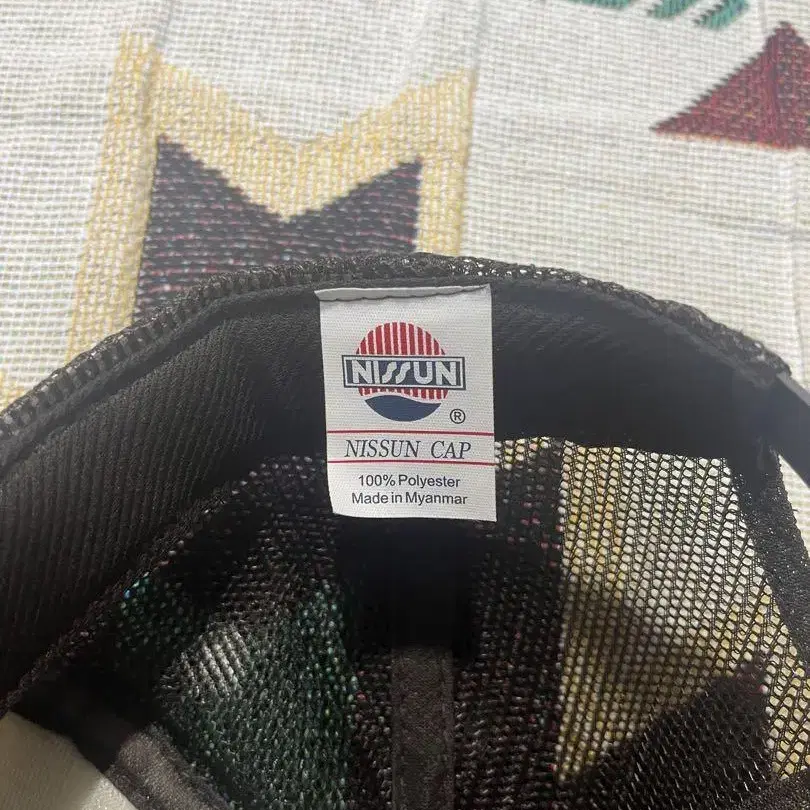 NISSUN
®
NISSUN CAP
100% Polyester
Made in Myanmar